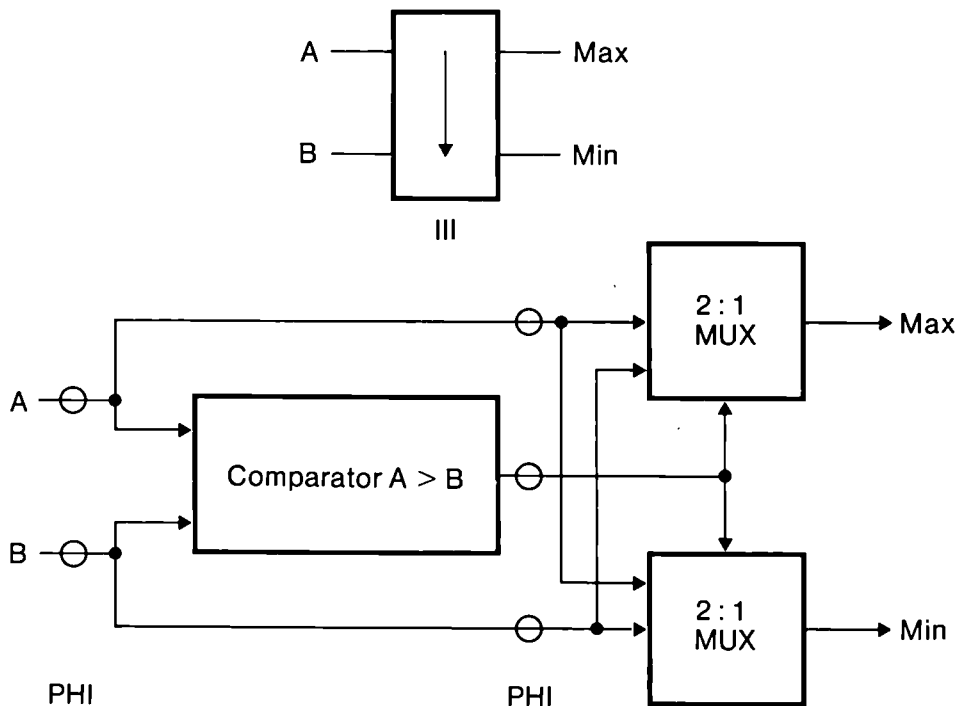 A
Max
B
Min
III
2 : 1
MUX
Max
A
Comparator A > B
B
2 : 1
MUX
Min
PHI
PHI